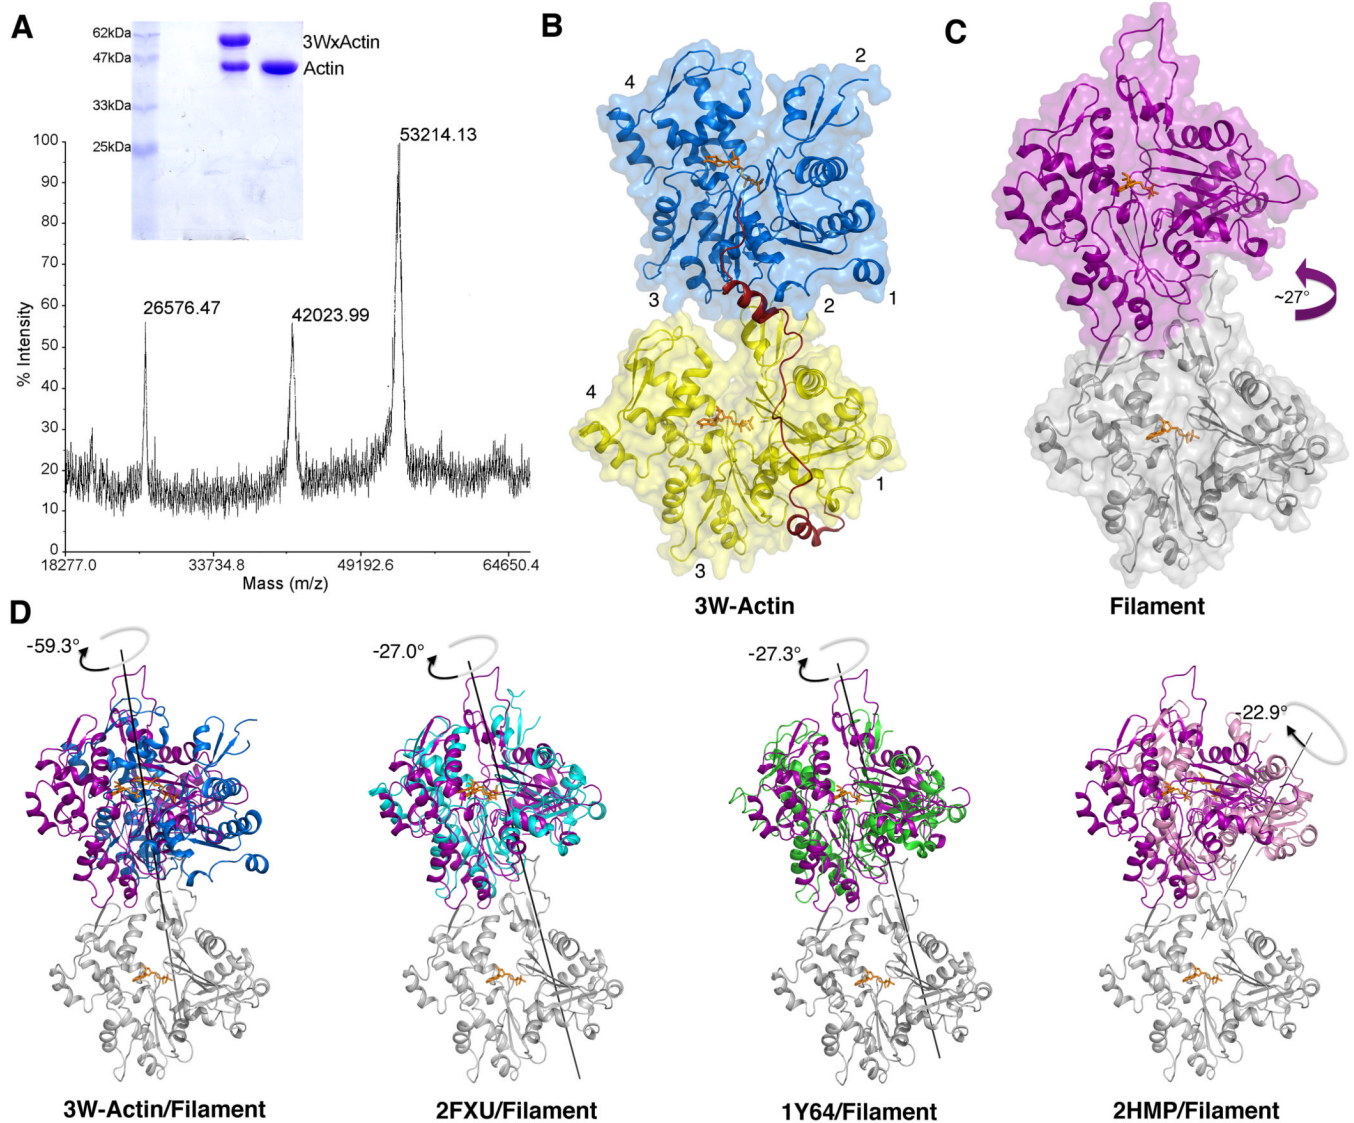 A
62kDa
47kDa
33kDa
25kDa
3WxActin
Actin
53214.13
26576.47
42023.99
100
90
80
70
60
50
40
30
20
10
0
% Intensity
18277.0
33734.8
49192.6
64650.4
Mass (m/z)
B
4
2
3
2
1
4
1
3
3W-Actin
C
~27°
Filament
D
-59.3°
-27.0°
-27.3°
-22.9°
3W-Actin/Filament
2FXU/Filament
1Y64/Filament
2HMP/Filament